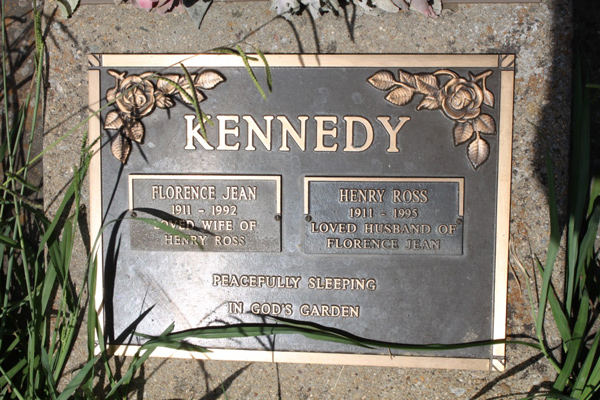 KENNEDY
FLORENCE JEAN
1911 - 1992
LOVED WIFE OF
HENRY ROSS
HENRY ROSS
1911 - 1995
LOVED HUSBAND OF
FLORENCE JEAN
PEACEFULLY SLEEPING
IN GOD'S GARDEN